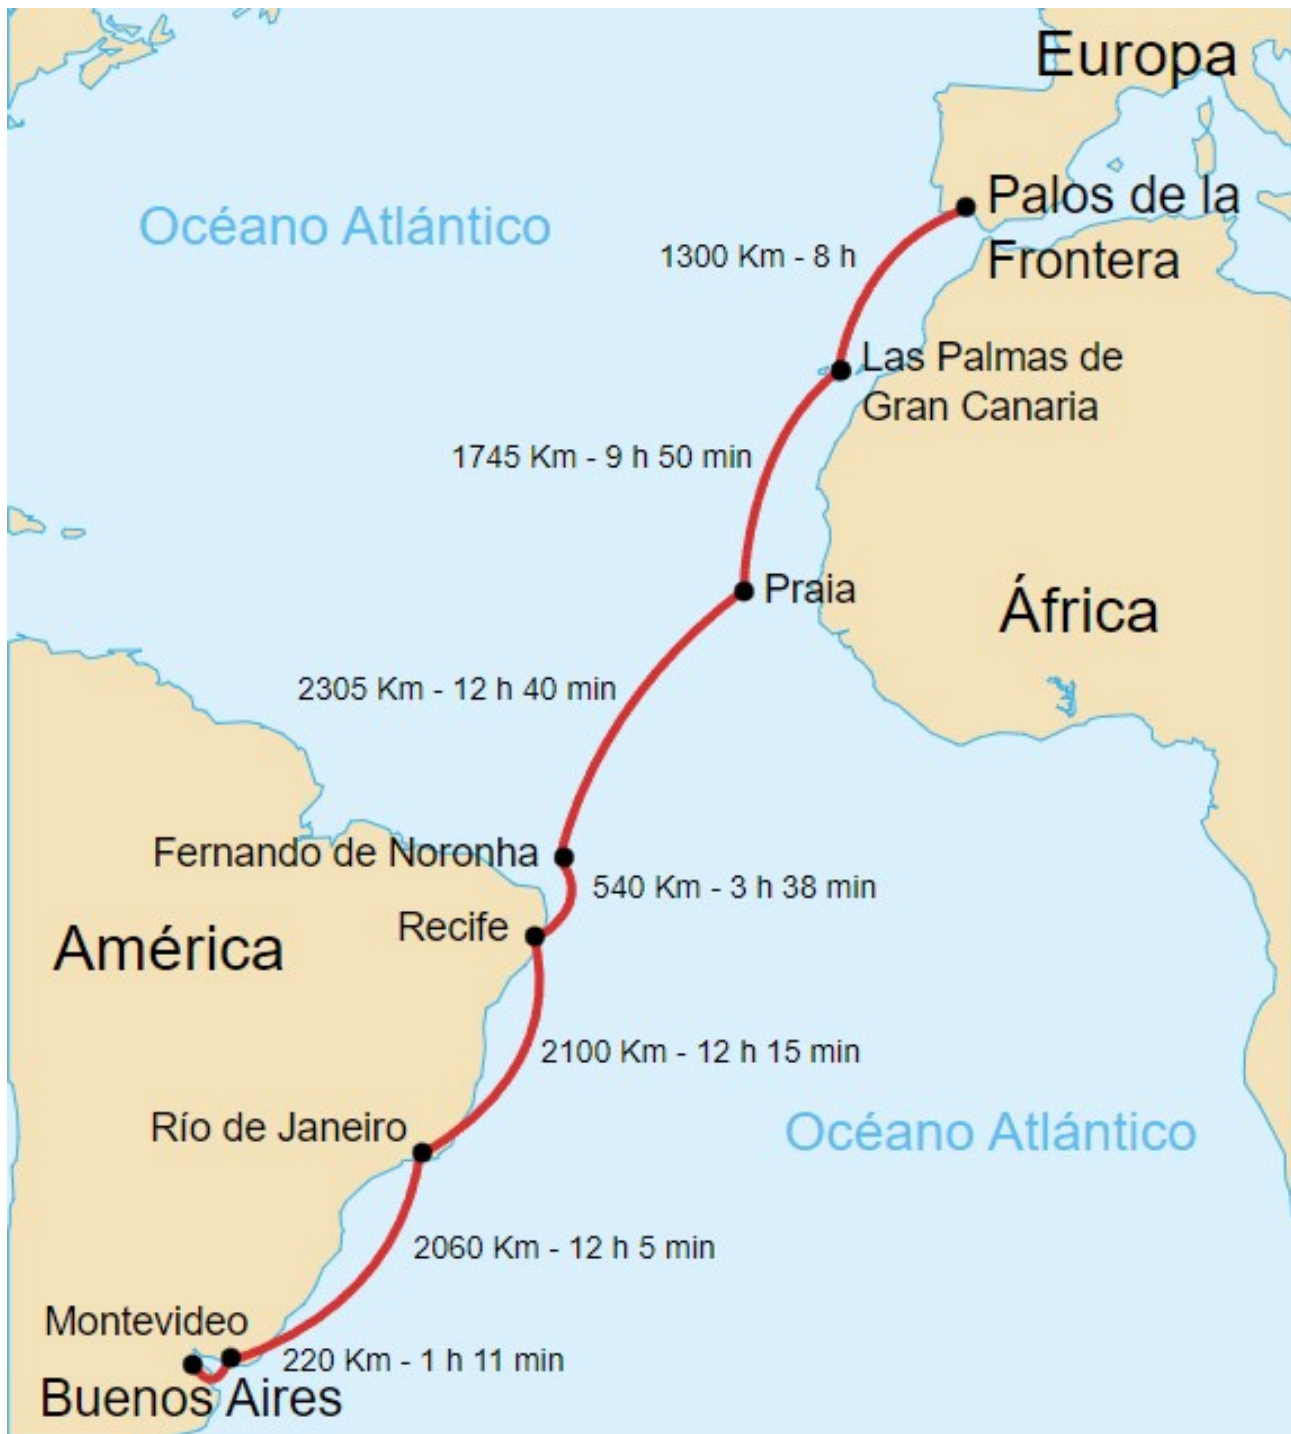 Europa
Océano Atlántico
Palos de la
Frontera
1300 Km - 8 h
Las Palmas de
Gran Canaria
1745 Km - 9 h 50 min
Praia
África
2305 Km - 12 h 40 min
Fernando de Noronha
540 Km - 3 h 38 min
Recife
América
2100 Km - 12 h 15 min
Río de Janeiro
Océano Atlántico
2060 Km - 12 h 5 min
Montevideo
220 Km - 1 h 11 min
Buenos Aires